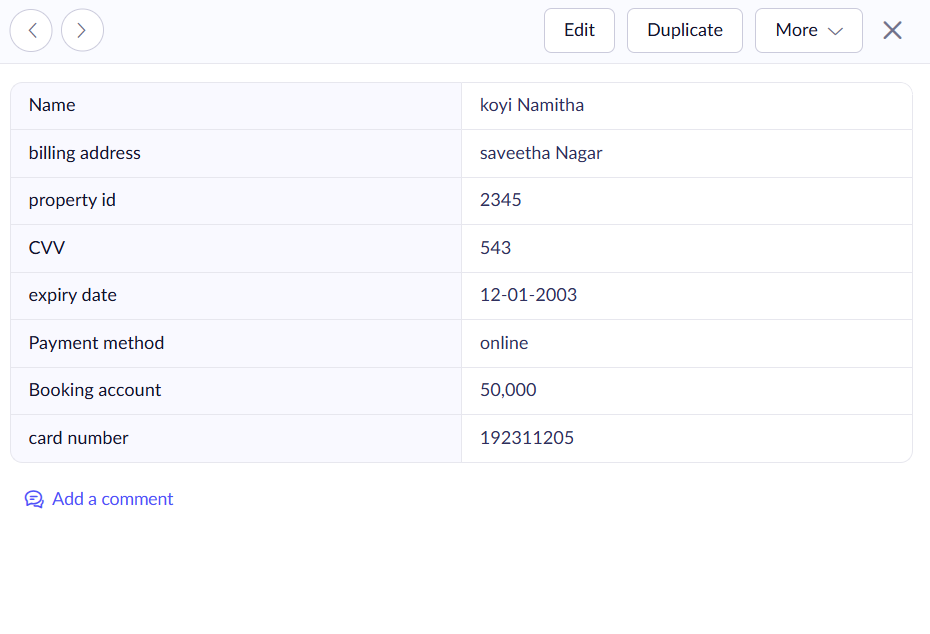 Edit Duplicate More
Name koyi Namitha
billing address saveetha Nagar
property id 2345
CVV 543
expiry date 12-01-2003
Payment method online
Booking account 50,000
card number 192311205
Add a comment